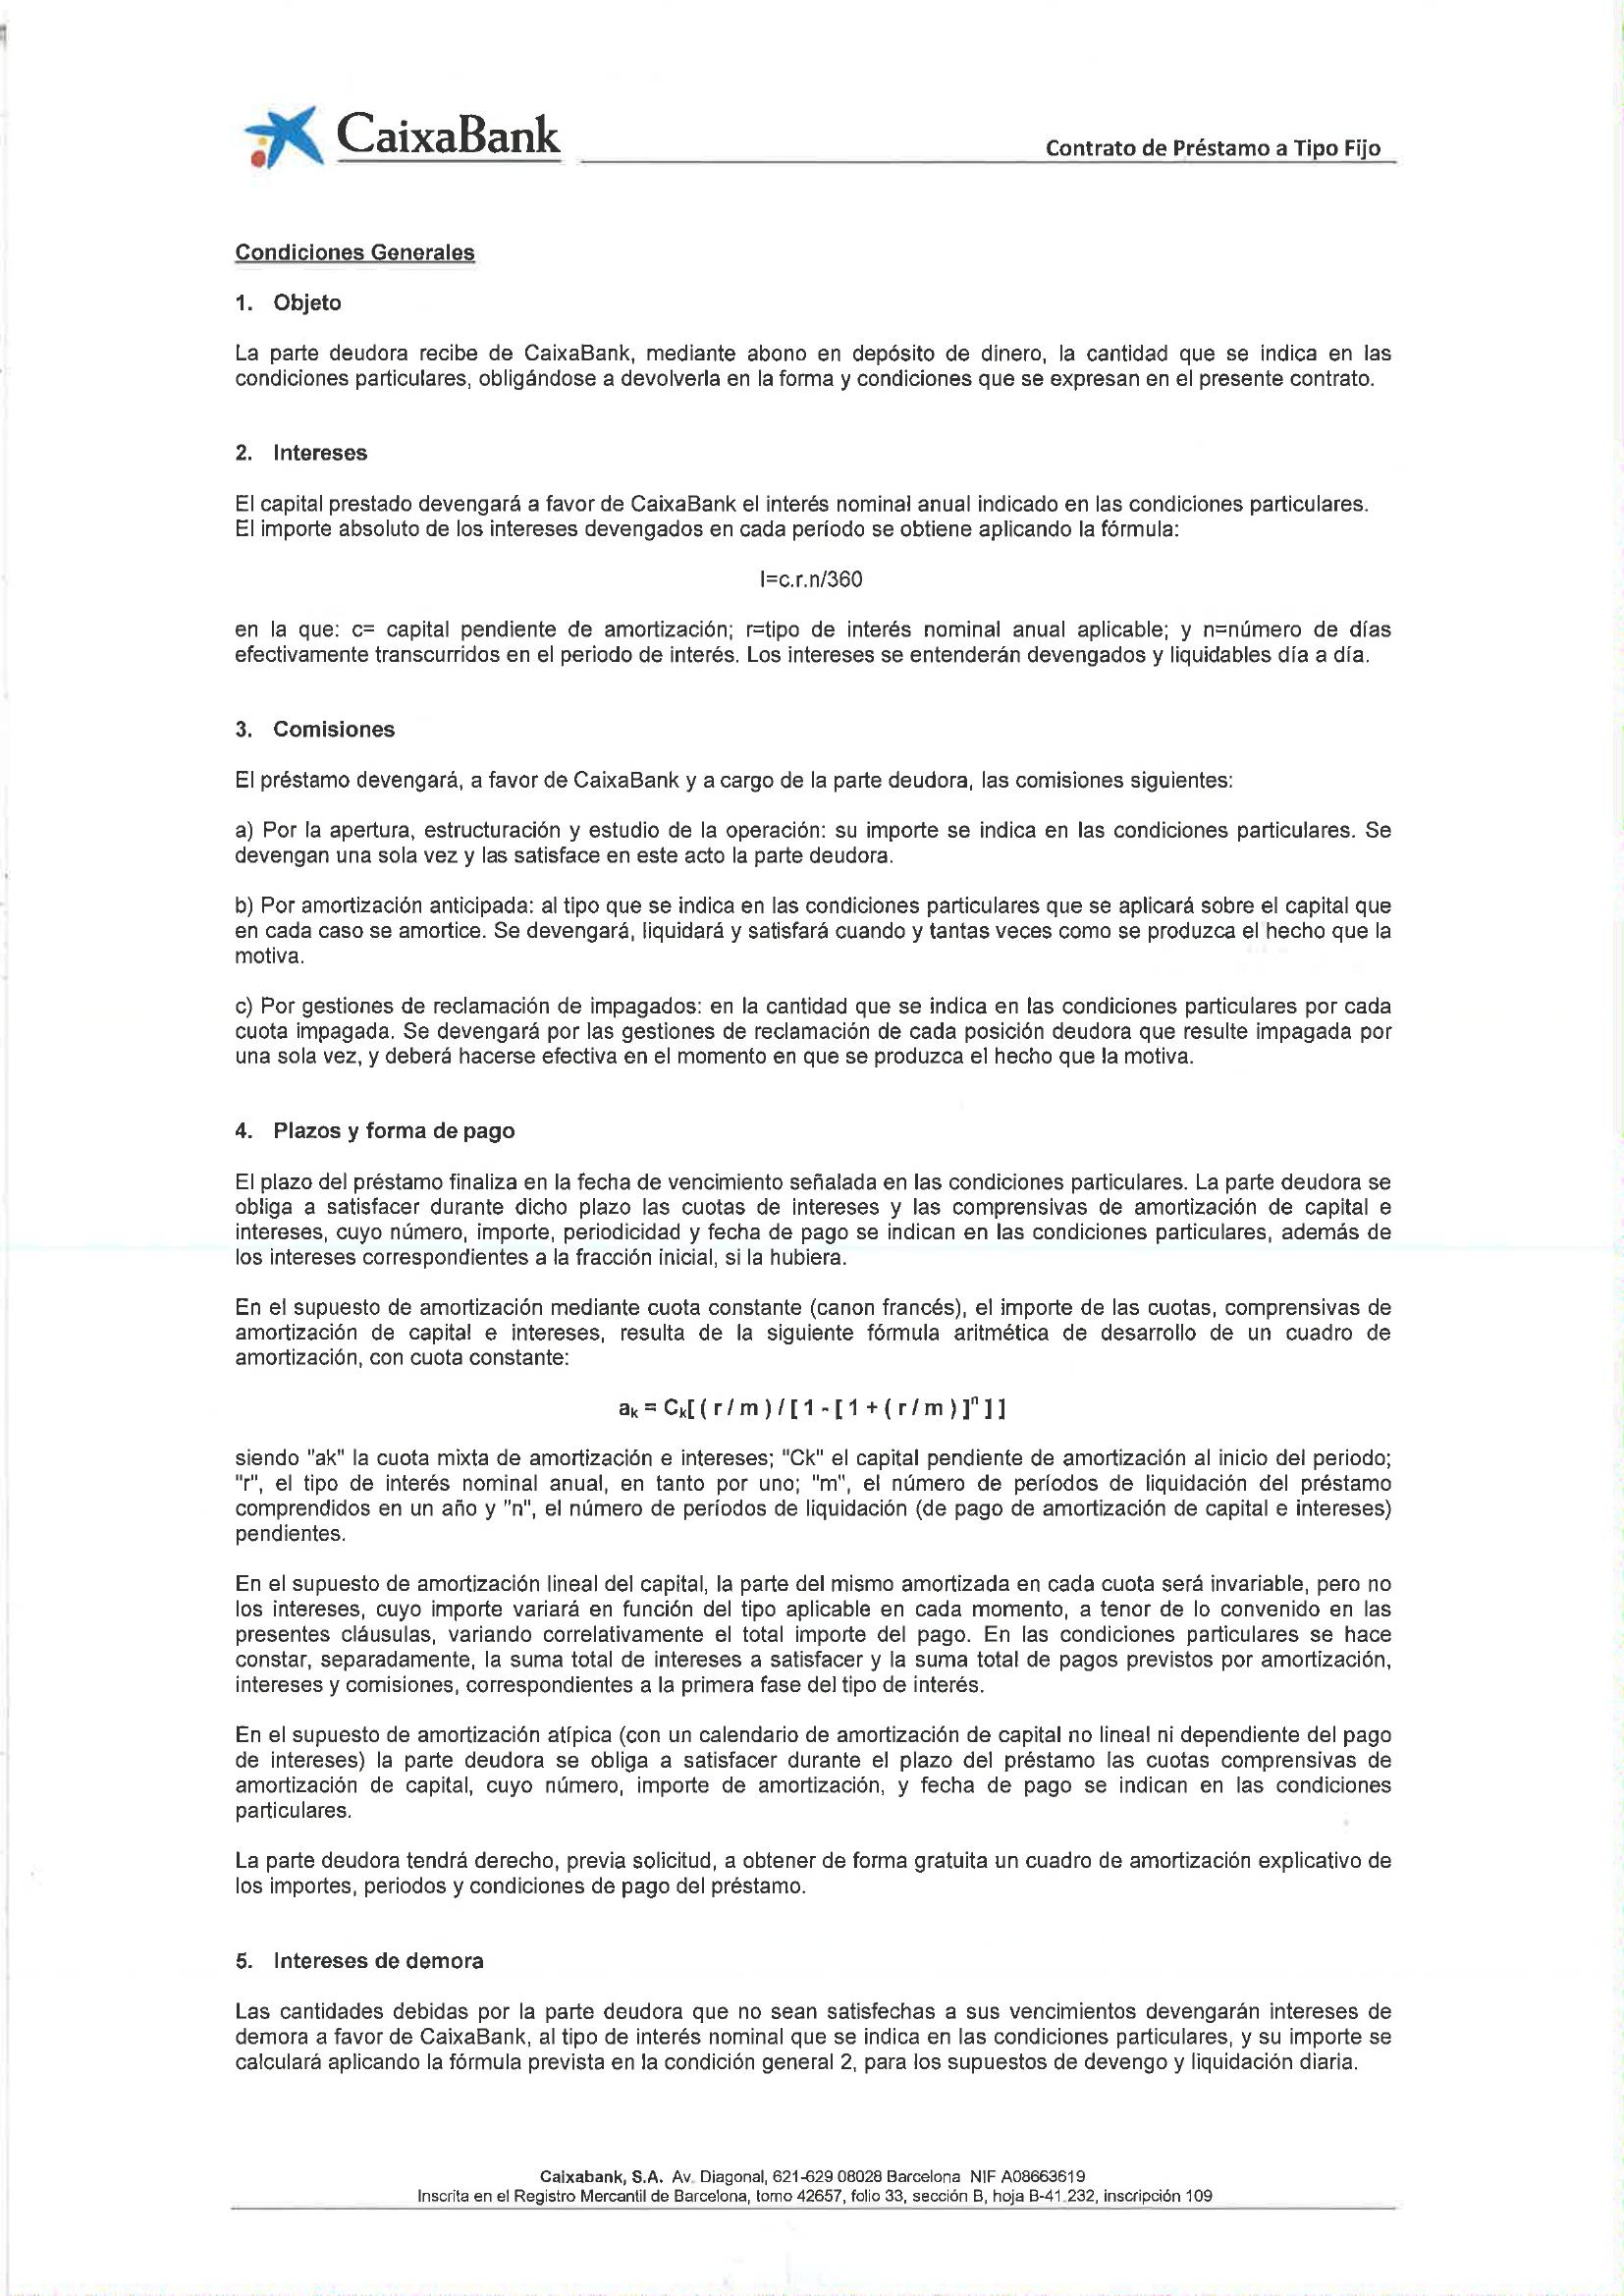 CaixaBank
Contrato de Préstamo a Tipo Fijo
Condiciones Generales
1. Objeto
La parte deudora recibe de CaixaBank, mediante abono en depósito de dinero, la cantidad que se indica en las
condiciones particulares, obligándose a devolverla en la forma y condiciones que se expresan en el presente contrato.
2. Intereses
El capital prestado devengará a favor de CaixaBank el interés nominal anual indicado en las condiciones particulares.
El importe absoluto de los intereses devengados en cada período se obtiene aplicando la fórmula:
I=c.r.n/360
en la que: c= capital pendiente de amortización; r=tipo de interés nominal anual aplicable; y n=número de días
efectivamente transcurridos en el periodo de interés. Los intereses se entenderán devengados y liquidables día a día.
3. Comisiones
El préstamo devengará, a favor de CaixaBank y a cargo de la parte deudora, las comisiones siguientes:
a) Por la apertura, estructuración y estudio de la operación: su importe se indica en las condiciones particulares. Se
devengan una sola vez y las satisface en este acto la parte deudora.
b) Por amortización anticipada: al tipo que se indica en las condiciones particulares que se aplicará sobre el capital que
en cada caso se amortice. Se devengará, liquidará y satisfará cuando y tantas veces como se produzca el hecho que la
motiva.
c) Por gestiones de reclamación de impagados: en la cantidad que se indica en las condiciones particulares por cada
cuota impagada. Se devengará por las gestiones de reclamación de cada posición deudora que resulte impagada por
una sola vez, y deberá hacerse efectiva en el momento en que se produzca el hecho que la motiva.
4. Plazos y forma de pago
El plazo del préstamo finaliza en la fecha de vencimiento señalada en las condiciones particulares. La parte deudora se
obliga a satisfacer durante dicho plazo las cuotas de intereses y las comprensivas de amortización de capital e
intereses, cuyo número, importe, periodicidad y fecha de pago se indican en las condiciones particulares, además de
los intereses correspondientes a la fracción inicial, si la hubiera.
En el supuesto de amortización mediante cuota constante (canon francés), el importe de las cuotas, comprensivas de
amortización de capital e intereses, resulta de la siguiente fórmula aritmética de desarrollo de un cuadro de
amortización, con cuota constante:
aₖ = Cₖ[ ( r / m ) / [ 1 - [ 1 + ( r / m ) ]ⁿ ] ]
siendo "ak" la cuota mixta de amortización e intereses; "Ck" el capital pendiente de amortización al inicio del periodo;
"r", el tipo de interés nominal anual, en tanto por uno; "m", el número de períodos de liquidación del préstamo
comprendidos en un año y "n", el número de períodos de liquidación (de pago de amortización de capital e intereses)
pendientes.
En el supuesto de amortización lineal del capital, la parte del mismo amortizada en cada cuota será invariable, pero no
los intereses, cuyo importe variará en función del tipo aplicable en cada momento, a tenor de lo convenido en las
presentes cláusulas, variando correlativamente el total importe del pago. En las condiciones particulares se hace
constar, separadamente, la suma total de intereses a satisfacer y la suma total de pagos previstos por amortización,
intereses y comisiones, correspondientes a la primera fase del tipo de interés.
En el supuesto de amortización atípica (con un calendario de amortización de capital no lineal ni dependiente del pago
de intereses) la parte deudora se obliga a satisfacer durante el plazo del préstamo las cuotas comprensivas de
amortización de capital, cuyo número, importe de amortización, y fecha de pago se indican en las condiciones
particulares.
La parte deudora tendrá derecho, previa solicitud, a obtener de forma gratuita un cuadro de amortización explicativo de
los importes, periodos y condiciones de pago del préstamo.
5. Intereses de demora
Las cantidades debidas por la parte deudora que no sean satisfechas a sus vencimientos devengarán intereses de
demora a favor de CaixaBank, al tipo de interés nominal que se indica en las condiciones particulares, y su importe se
calculará aplicando la fórmula prevista en la condición general 2, para los supuestos de devengo y liquidación diaria.
Caixabank, S.A. Av. Diagonal, 621-629 08028 Barcelona NIF A08663619
Inscrita en el Registro Mercantil de Barcelona, tomo 42657, folio 33, sección B, hoja B-41.232, inscripción 109